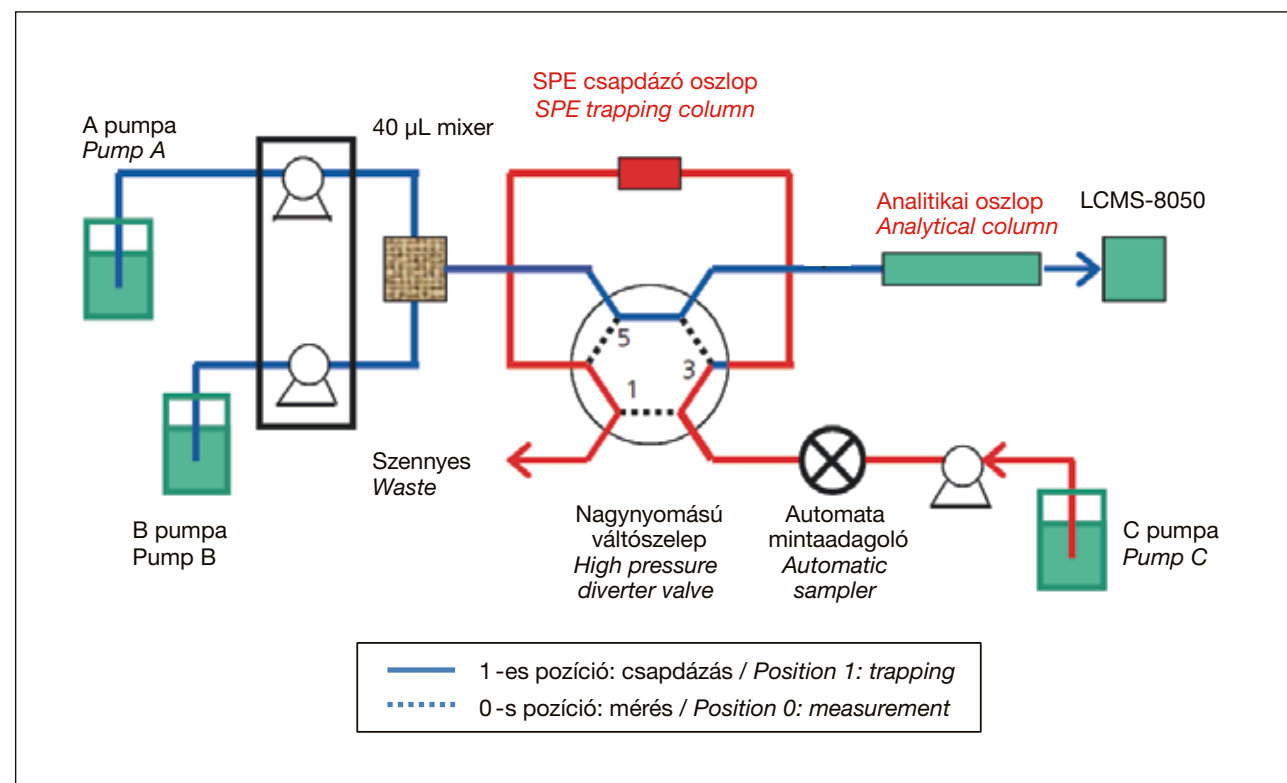 SPE csapdázó oszlop
SPE trapping column
A pumpa
Pump A
40 µL mixer
Analitikai oszlop
Analytical column
LCMS-8050
5
3
1
Szennyes
Waste
B pumpa
Pump B
Nagynyomású
váltószelep
High pressure
diverter valve
Automata
mintaadagoló
Automatic
sampler
C pumpa
Pump C
1-es pozíció: csapdázás / Position 1: trapping
0-s pozíció: mérés / Position 0: measurement